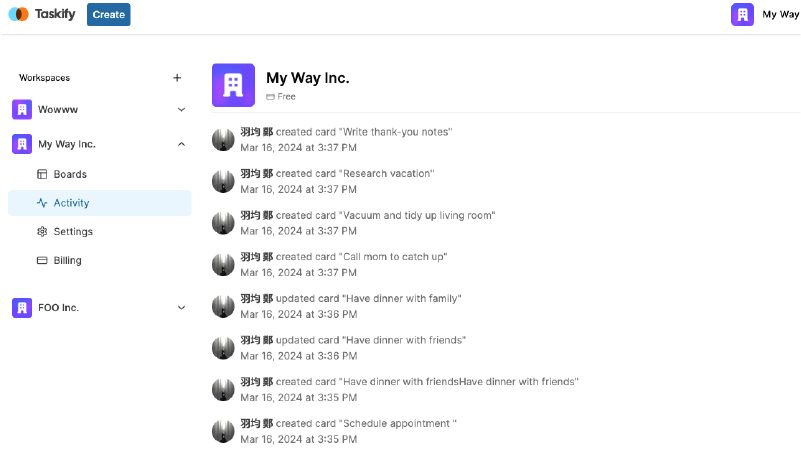 Taskify
Create
My Way
Workspaces
Wowww
My Way Inc.
Boards
Activity
Settings
Billing
FOO Inc.
My Way Inc.
Free
羽均 鄭 created card "Write thank-you notes"
Mar 16, 2024 at 3:37 PM
羽均 鄭 created card "Research vacation"
Mar 16, 2024 at 3:37 PM
羽均 鄭 created card "Vacuum and tidy up living room"
Mar 16, 2024 at 3:37 PM
羽均 鄭 created card "Call mom to catch up"
Mar 16, 2024 at 3:37 PM
羽均 鄭 updated card "Have dinner with family"
Mar 16, 2024 at 3:36 PM
羽均 鄭 updated card "Have dinner with friends"
Mar 16, 2024 at 3:36 PM
羽均 鄭 created card "Have dinner with friendsHave dinner with friends"
Mar 16, 2024 at 3:35 PM
羽均 鄭 created card "Schedule appointment "
Mar 16, 2024 at 3:35 PM